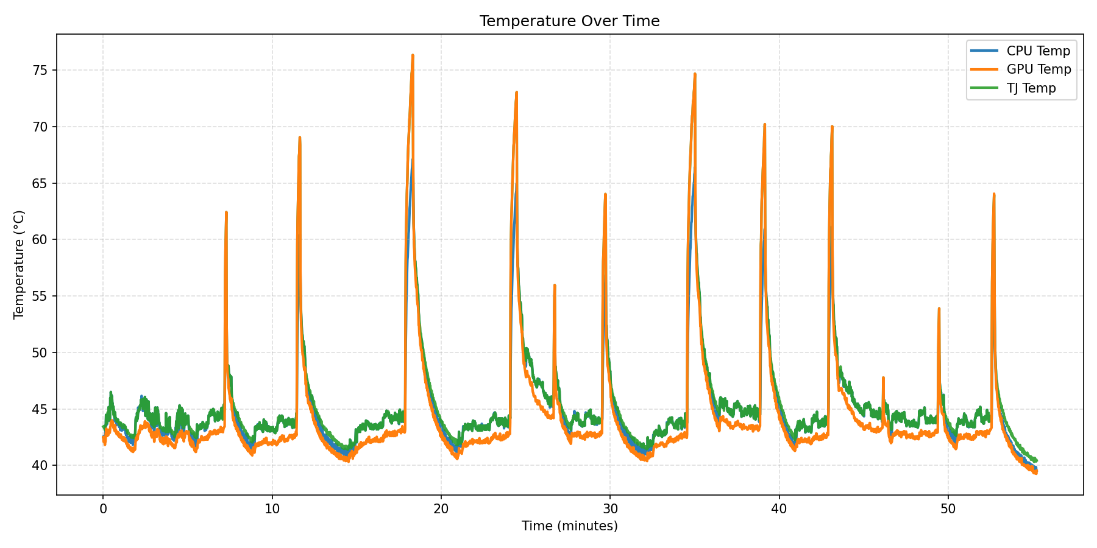 Temperature Over Time
CPU Temp
GPU Temp
TJ Temp
Temperature (°C)
75
70
65
60
55
50
45
40
0 10 20 30 40 50
Time (minutes)